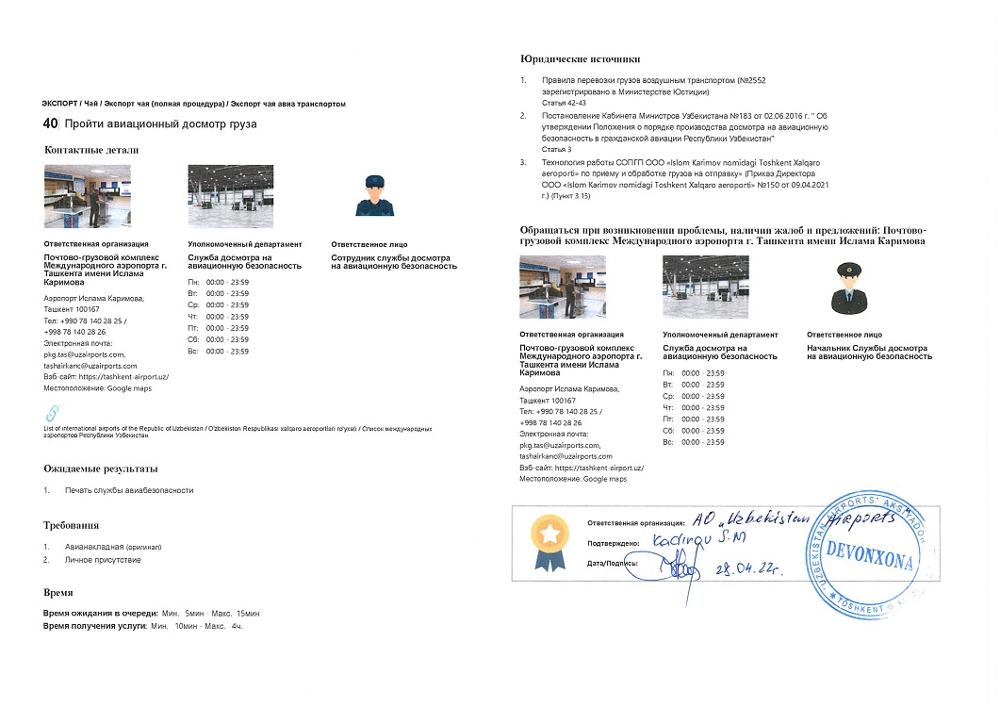 ЭКСПОРТ / Чай / Экспорт чая (полная процедура) / Экспорт чая авиа транспортом
40 Пройти авиационный досмотр груза
Контактные детали
Ответственная организация
Почтово-грузовой комплекс
Международного аэропорта г.
Ташкента имени Ислама
Каримова
Аэропорт Ислама Каримова,
Ташкент 100167
Тел: +990 78 140 28 25 /
+998 78 140 28 26
Электронная почта:
pkg.tas@uzairports.com,
tashairkanc@uzairports.com
Вэб-сайт: https://tashkent-airport.uz/
Местоположение: Google maps
Уполномоченный департамент
Служба досмотра на
авиационную безопасность
Пн: 00:00 - 23:59
Вт: 00:00 - 23:59
Ср: 00:00 - 23:59
Чт: 00:00 - 23:59
Пт: 00:00 - 23:59
Сб: 00:00 - 23:59
Вс: 00:00 - 23:59
Ответственное лицо
Сотрудник службы досмотра
на авиационную безопасность
List of international airports of the Republic of Uzbekistan / O'zbekiston Respublikasi xalqaro aeroportlari ro'yxati / Список международных
аэропортов Республики Узбекистан
Ожидаемые результаты
1. Печать службы авиабезопасности
Требования
1. Авианакладная (оригинал)
2. Личное присутствие
Время
Время ожидания в очереди: Мин. 5мин - Макс. 15мин
Время получения услуги: Мин. 10мин - Макс. 4ч.
Юридические источники
1. Правила перевозки грузов воздушным транспортом (№2552
зарегистрировано в Министерстве Юстиции)
Статья 42-43
2. Постановление Кабинета Министров Узбекистана №183 от 02.06.2016 г. " Об
утверждении Положения о порядке производства досмотра на авиационную
безопасность в гражданской авиации Республики Узбекистан"
Статья 3
3. Технология работы СОПГП ООО «Islom Karimov nomidagi Toshkent Xalqaro
aeroporti» по приему и обработке грузов на отправку» (Приказ Директора
ООО «Islom Karimov nomidagi Toshkent Xalqaro aeroporti» №150 от 09.04.2021
г.) (Пункт 3.15)
Обращаться при возникновении проблемы, наличии жалоб и предложений: Почтово-
грузовой комплекс Международного аэропорта г. Ташкента имени Ислама Каримова
Ответственная организация
Почтово-грузовой комплекс
Международного аэропорта г.
Ташкента имени Ислама
Каримова
Аэропорт Ислама Каримова,
Ташкент 100167
Тел: +990 78 140 28 25 /
+998 78 140 28 26
Электронная почта:
pkg.tas@uzairports.com,
tashairkanc@uzairports.com
Вэб-сайт: https://tashkent-airport.uz/
Местоположение: Google maps
Уполномоченный департамент
Служба досмотра на
авиационную безопасность
Пн: 00:00 - 23:59
Вт: 00:00 - 23:59
Ср: 00:00 - 23:59
Чт: 00:00 - 23:59
Пт: 00:00 - 23:59
Сб: 00:00 - 23:59
Вс: 00:00 - 23:59
Ответственное лицо
Начальник Службы досмотра
на авиационную безопасность
Ответственная организация: АО „Uzbekistan Airports"
Подтверждено: Kadirov S.M
Дата/Подпись: 28.04.22г.
"UZBEKISTAN AIRPORTS"
DEVONXONA
TOSHKENT